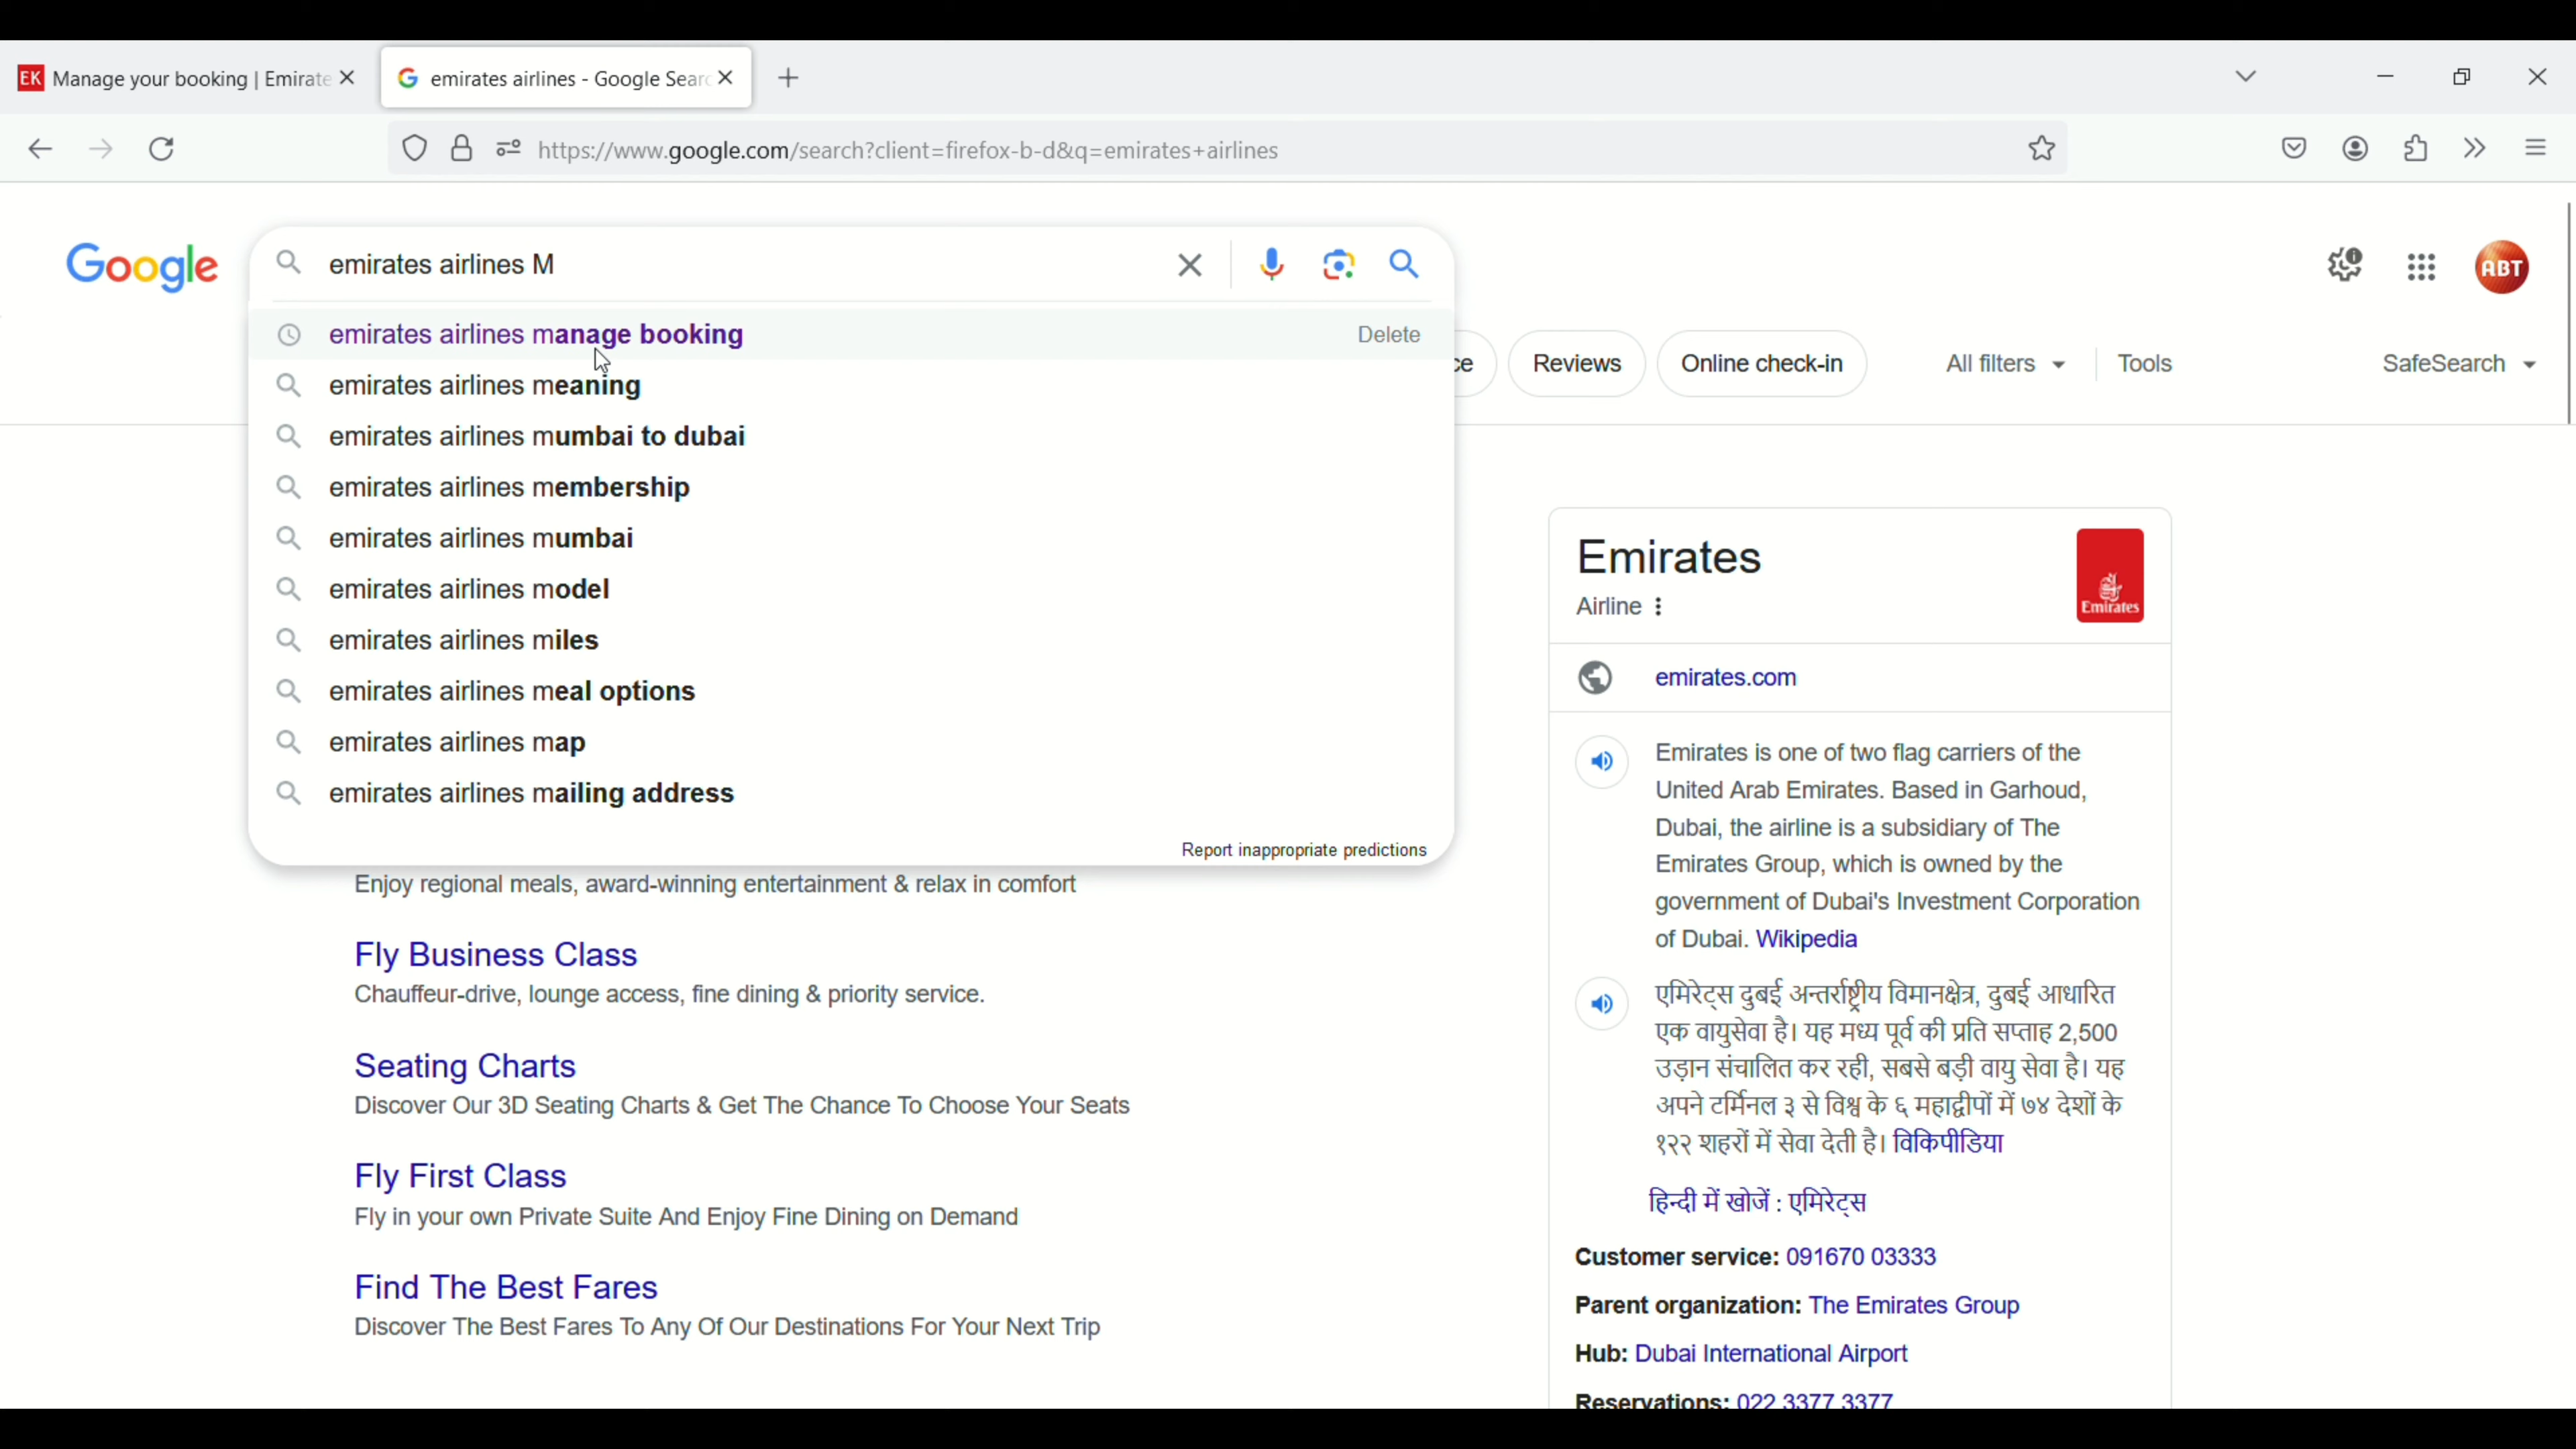 EK Manage your booking | Emirate
emirates airlines - Google Sear
https://www.google.com/search?client=firefox-b-d&q=emirates+airlines
Google
emirates airlines M
ABT
emirates airlines manage booking
Delete
emirates airlines meaning
emirates airlines mumbai to dubai
emirates airlines membership
emirates airlines mumbai
emirates airlines model
emirates airlines miles
emirates airlines meal options
emirates airlines map
emirates airlines mailing address
Report inappropriate predictions
ce
Reviews
Online check-in
All filters
Tools
SafeSearch
Enjoy regional meals, award-winning entertainment & relax in comfort
Fly Business Class
Chauffeur-drive, lounge access, fine dining & priority service.
Seating Charts
Discover Our 3D Seating Charts & Get The Chance To Choose Your Seats
Fly First Class
Fly in your own Private Suite And Enjoy Fine Dining on Demand
Find The Best Fares
Discover The Best Fares To Any Of Our Destinations For Your Next Trip
Emirates
Airline
Emirates
emirates.com
Emirates is one of two flag carriers of the
United Arab Emirates. Based in Garhoud,
Dubai, the airline is a subsidiary of The
Emirates Group, which is owned by the
government of Dubai's Investment Corporation
of Dubai. Wikipedia
एमिरेट्स दुबई अन्तर्राष्ट्रीय विमानक्षेत्र, दुबई आधारित
एक वायुसेवा है। यह मध्य पूर्व की प्रति सप्ताह 2,500
उड़ान संचालित कर रही, सबसे बड़ी वायु सेवा है। यह
अपने टर्मिनल ३ से विश्व के ६ महाद्वीपों में ७४ देशों के
१२२ शहरों में सेवा देती है। विकिपीडिया
हिन्दी में खोजें : एमिरेट्स
Customer service: 091670 03333
Parent organization: The Emirates Group
Hub: Dubai International Airport
Reservations: 022 3377 3377